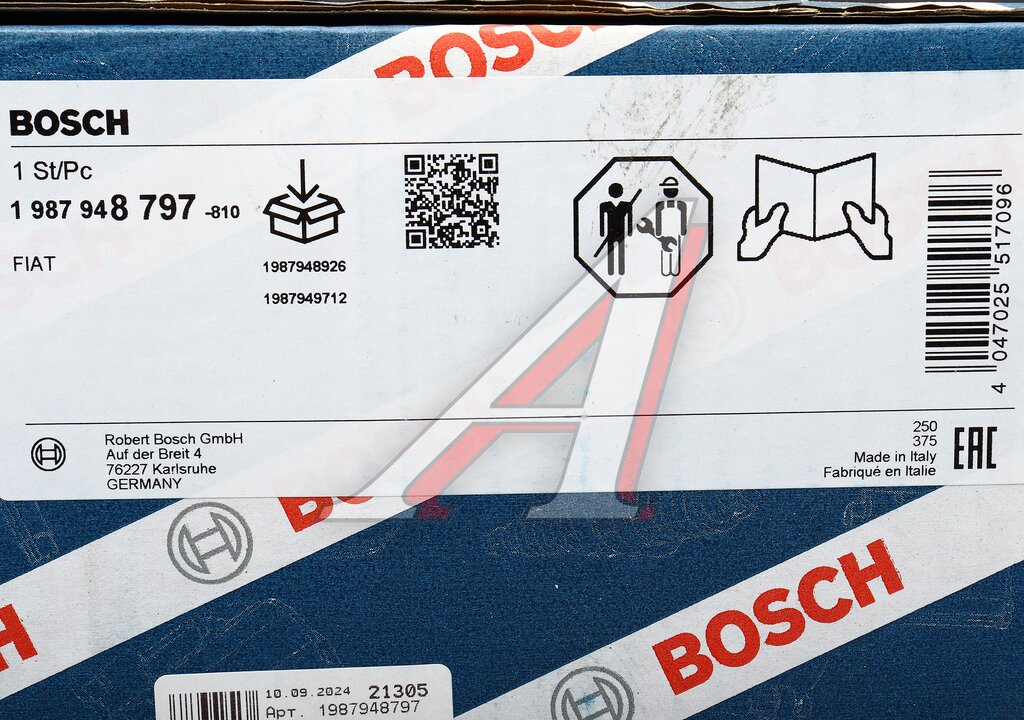 BOSCH
BOSCH
1 St/Pc
1 987 948 797 -810
FIAT
1987948926
1987949712
4 047025 517096
Robert Bosch GmbH
Auf der Breit 4
76227 Karlsruhe
GERMANY
250
375
Made in Italy
Fabriqué en Italie
EAC
BOSCH
10.09.2024 21305
Арт. 1987948797